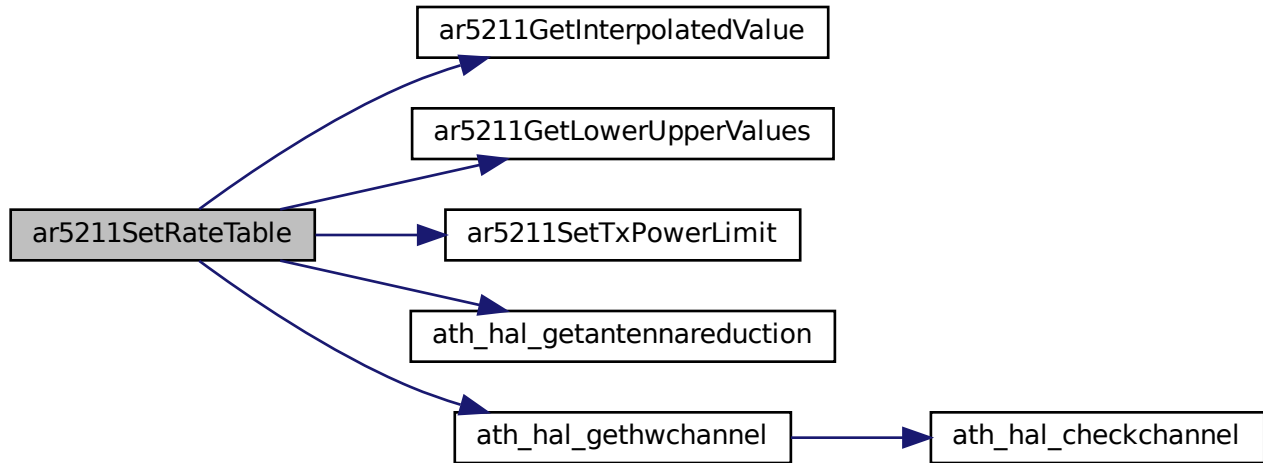 ar5211GetInterpolatedValue
ar5211GetLowerUpperValues
ar5211SetRateTable
ar5211SetTxPowerLimit
ath_hal_getantennareduction
ath_hal_gethwchannel
ath_hal_checkchannel